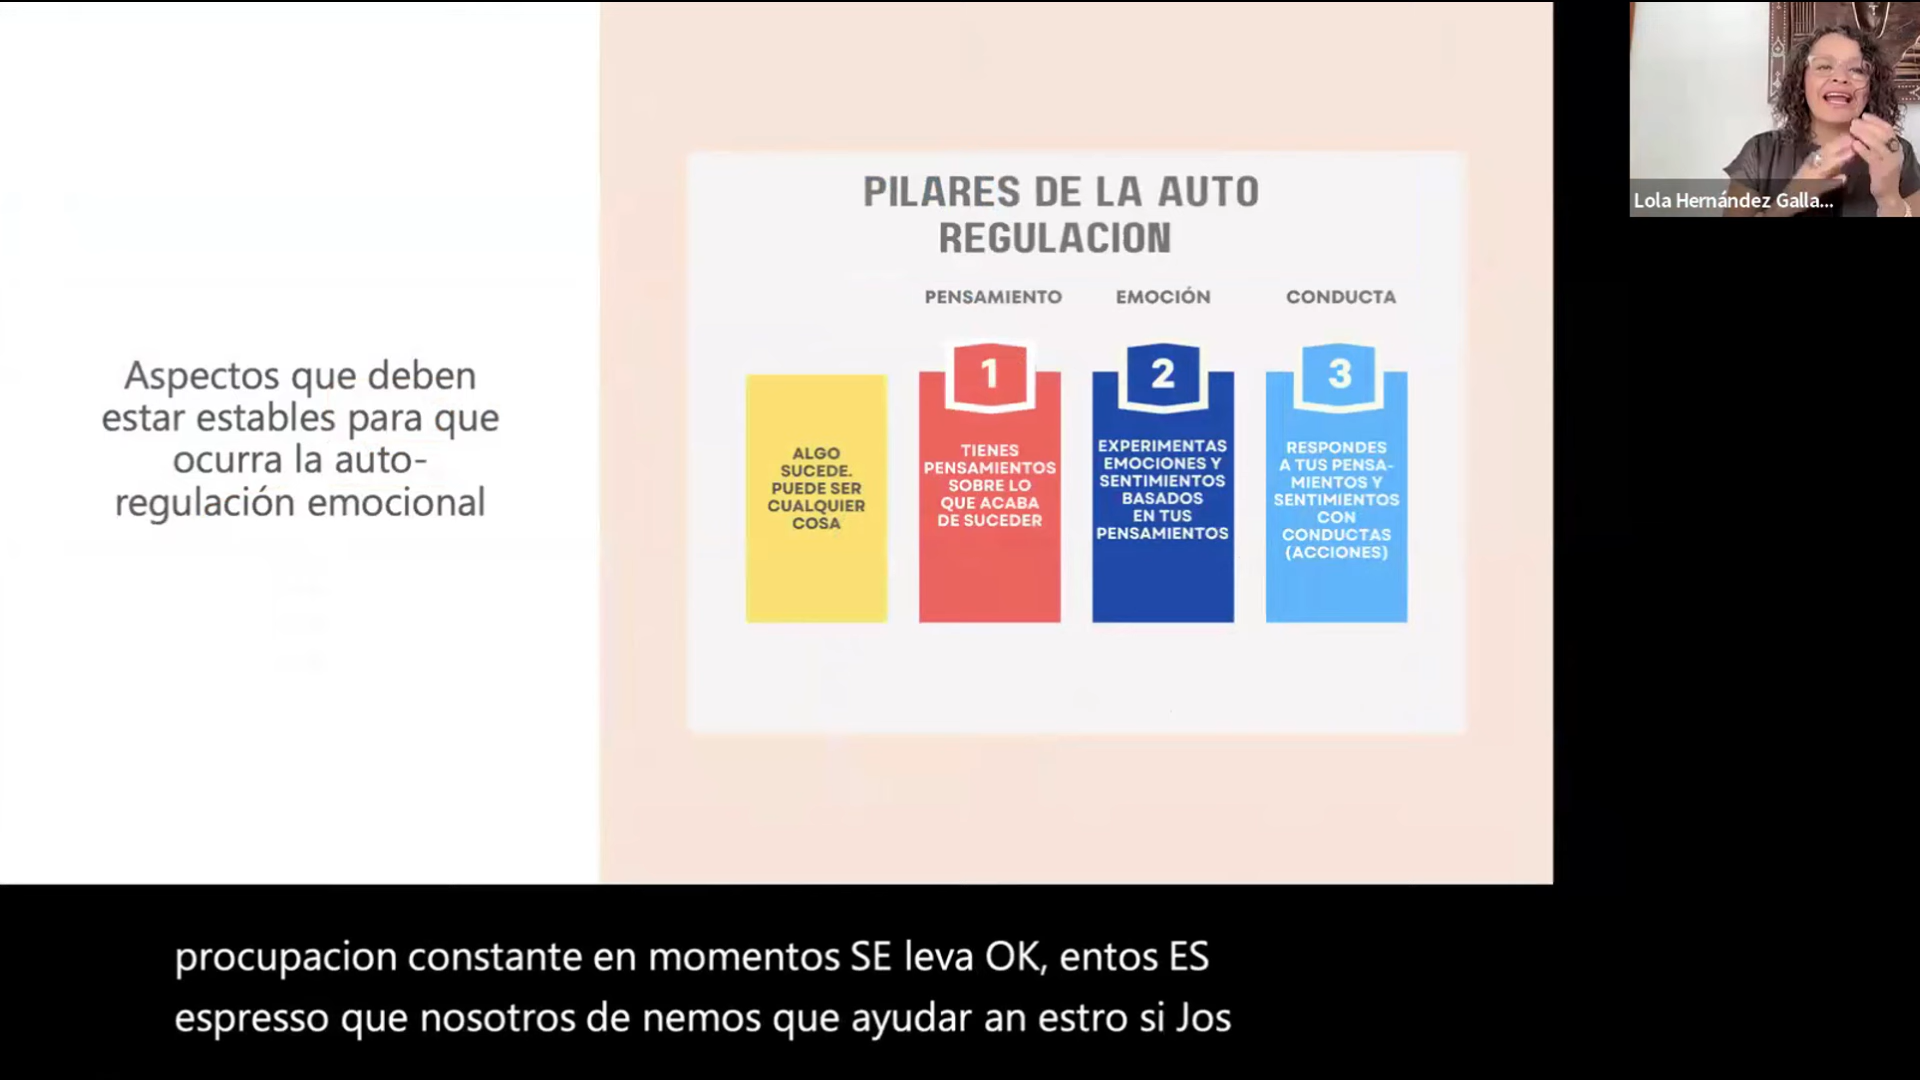 Aspectos que deben
estar estables para que
ocurra la auto-
regulación emocional
PILARES DE LA AUTO
REGULACION
PENSAMIENTO
EMOCIÓN
CONDUCTA
ALGO
SUCEDE.
PUEDE SER
CUALQUIER
COSA
1
TIENES
PENSAMIENTOS
SOBRE LO
QUE ACABA
DE SUCEDER
2
EXPERIMENTAS
EMOCIONES Y
SENTIMIENTOS
BASADOS
EN TUS
PENSAMIENTOS
3
RESPONDES
A TUS PENSA-
MIENTOS Y
SENTIMIENTOS
CON
CONDUCTAS
(ACCIONES)
Lola Hernández Galla...
procupacion constante en momentos SE leva OK, entos ES
espresso que nosotros de nemos que ayudar an estro si Jos